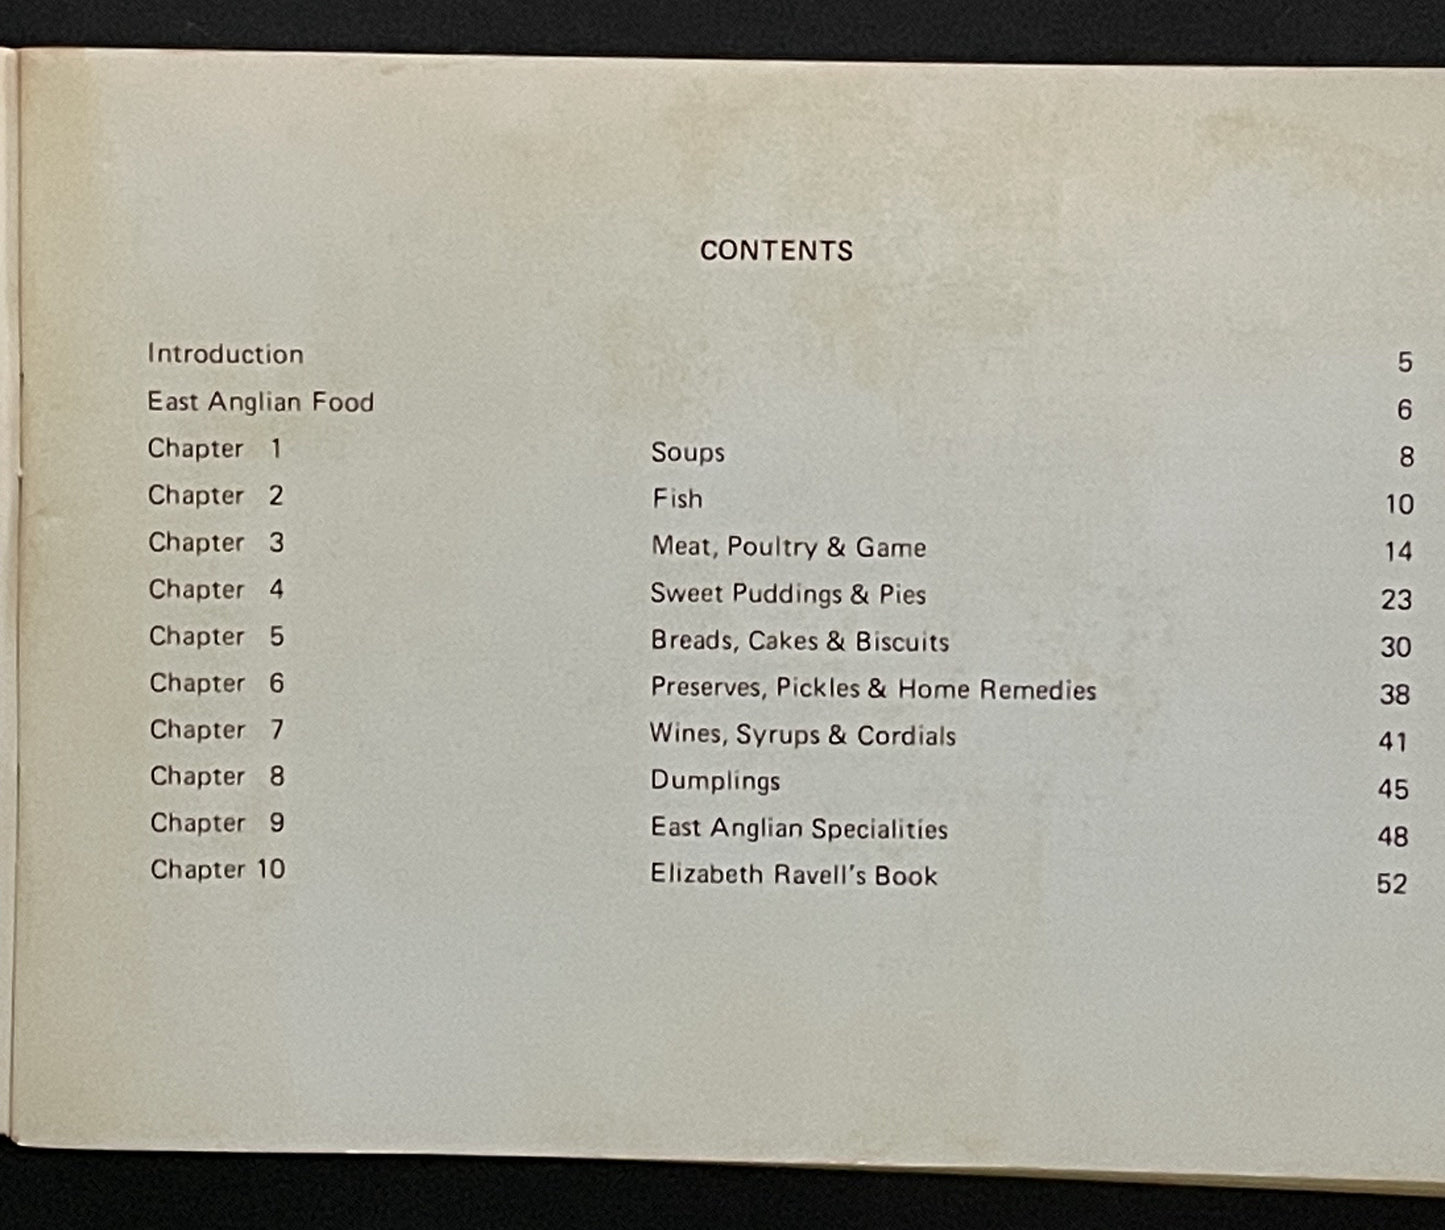 CONTENTS
Introduction 5
East Anglian Food 6
Chapter 1 Soups 8
Chapter 2 Fish 10
Chapter 3 Meat, Poultry & Game 14
Chapter 4 Sweet Puddings & Pies 23
Chapter 5 Breads, Cakes & Biscuits 30
Chapter 6 Preserves, Pickles & Home Remedies 38
Chapter 7 Wines, Syrups & Cordials 41
Chapter 8 Dumplings 45
Chapter 9 East Anglian Specialities 48
Chapter 10 Elizabeth Ravell's Book 52